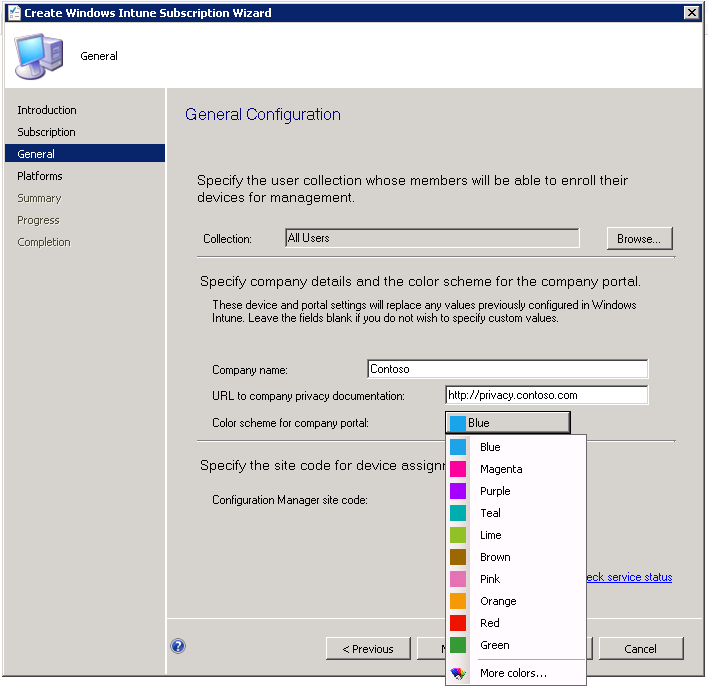 Create Windows Intune Subscription Wizard
General
Introduction
Subscription
General
Platforms
Summary
Progress
Completion
General Configuration
Specify the user collection whose members will be able to enroll their
devices for management.
Collection:
All Users
Browse...
Specify company details and the color scheme for the company portal.
These device and portal settings will replace any values previously configured in Windows
Intune. Leave the fields blank if you do not wish to specify custom values.
Company name:
Contoso
URL to company privacy documentation:
http://privacy.contoso.com
Color scheme for company portal:
Blue
Blue
Magenta
Purple
Teal
Lime
Brown
Pink
Orange
Red
Green
More colors...
Specify the site code for device assign
Configuration Manager site code:
eck service status
< Previous
Cancel